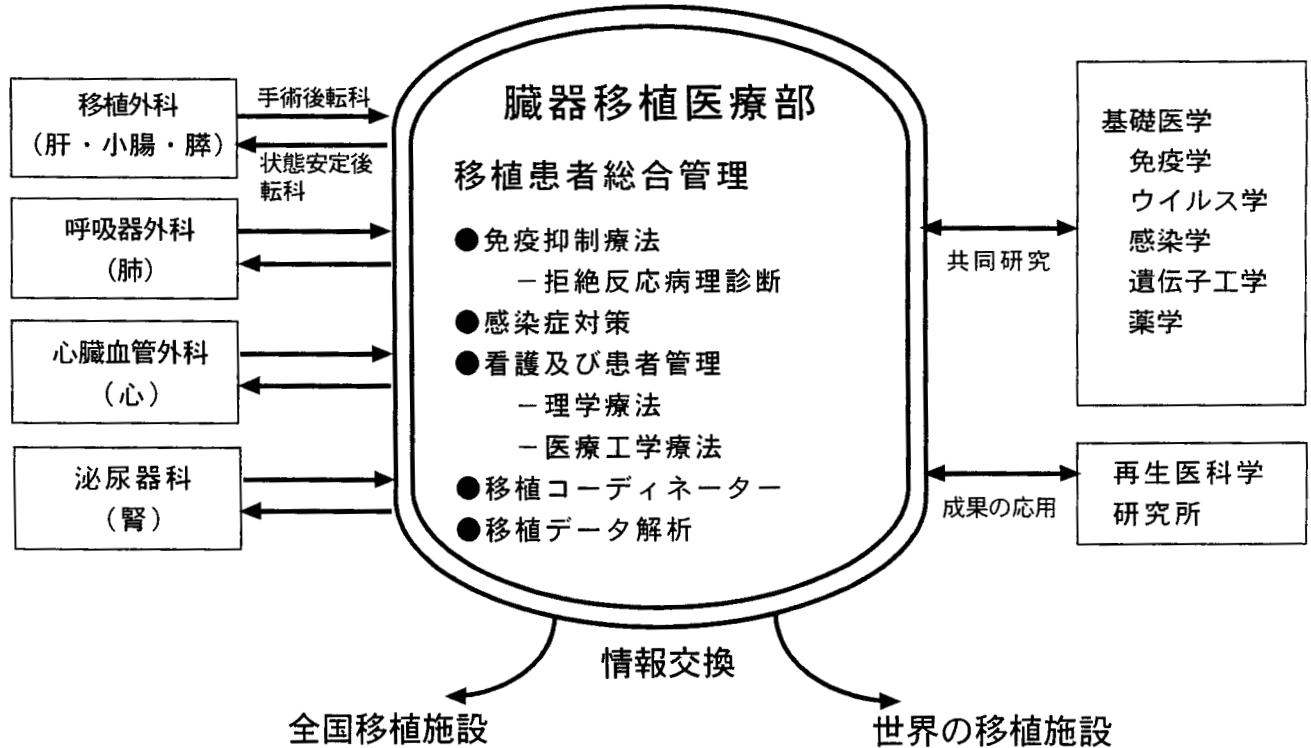 臓器移植医療部
移植患者総合管理
●免疫抑制療法
－拒絶反応病理診断
●感染症対策
●看護及び患者管理
－理学療法
－医療工学療法
●移植コーディネーター
●移植データ解析
移植外科
(肝・小腸・膵)
手術後転科
状態安定後
転科
呼吸器外科
(肺)
心臓血管外科
(心)
泌尿器科
(腎)
基礎医学
免疫学
ウイルス学
感染学
遺伝子工学
薬学
共同研究
再生医科学
研究所
成果の応用
情報交換
全国移植施設
世界の移植施設